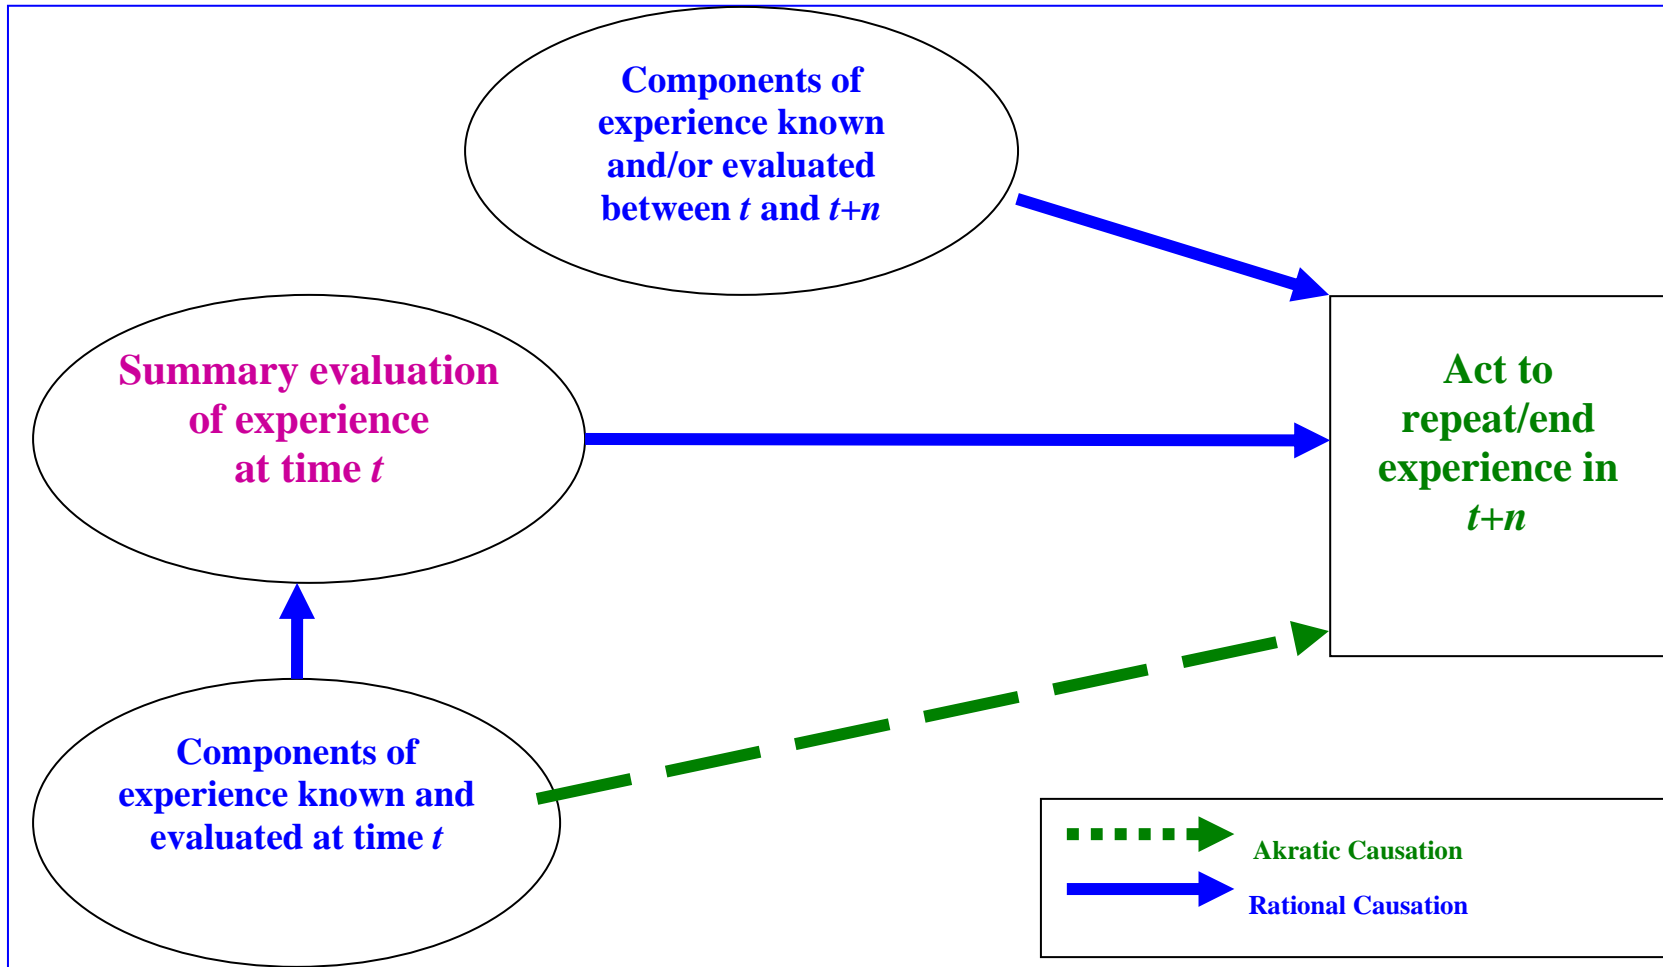 Components of
experience known
and/or evaluated
between t and t+n
Summary evaluation
of experience
at time t
Act to
repeat/end
experience in
t+n
Components of
experience known and
evaluated at time t
Akratic Causation
Rational Causation